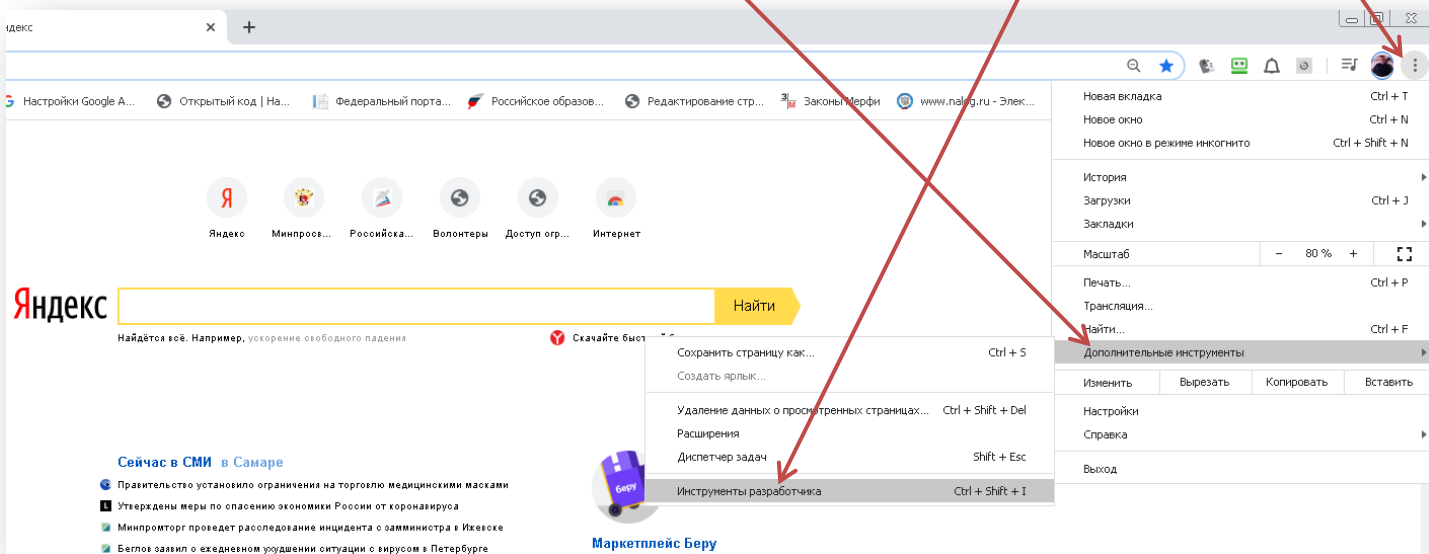 ндекс
Настройки Google А...
Открытый код | На...
Федеральный порта...
Российское образов...
Редактирование стр...
Законы Мерфи
www.nalog.ru - Элек...
Яндекс
Минпросв...
Российска...
Волонтеры
Доступ огр...
Интернет
Яндекс
Найти
Найдётся всё. Например, ускорение свободного падения
Скачайте быст
Сейчас в СМИ в Самаре
Правительство установило ограничения на торговлю медицинскими масками
Утверждены меры по спасению экономики России от коронавируса
Минпромторг проведет расследование инцидента с замминистра в Ижевске
Беглов заявил о ежедневном ухудшении ситуации с вирусом в Петербурге
беру
Маркетплейс Беру
Новая вкладка Ctrl + T
Новое окно Ctrl + N
Новое окно в режиме инкогнито Ctrl + Shift + N
История
Загрузки Ctrl + J
Закладки
Масштаб - 80 % +
Печать... Ctrl + P
Трансляция...
Найти... Ctrl + F
Дополнительные инструменты
Изменить Вырезать Копировать Вставить
Настройки
Справка
Выход
Сохранить страницу как... Ctrl + S
Создать ярлык...
Удаление данных о просмотренных страницах... Ctrl + Shift + Del
Расширения
Диспетчер задач Shift + Esc
Инструменты разработчика Ctrl + Shift + I